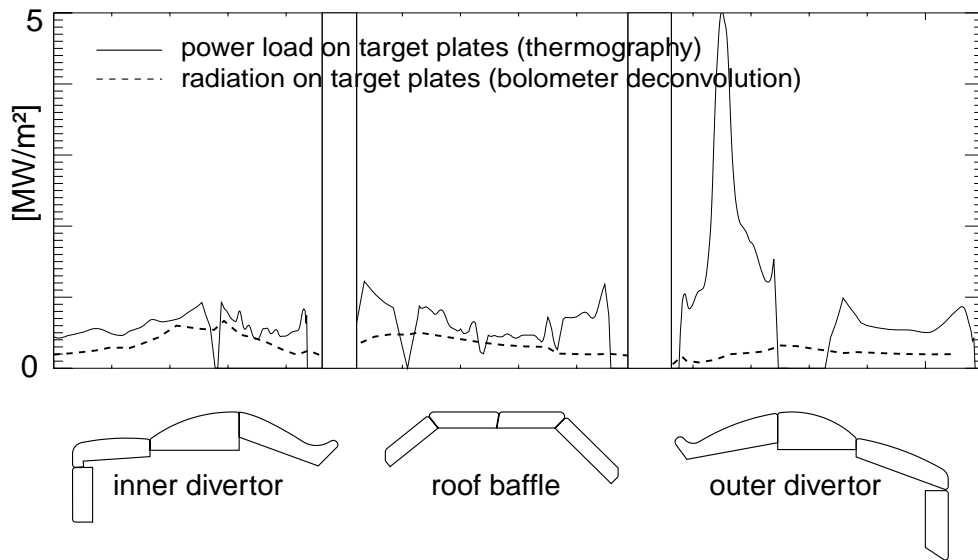 5
power load on target plates (thermography)
radiation on target plates (bolometer deconvolution)
[MW/m²]
0
inner divertor
roof baffle
outer divertor